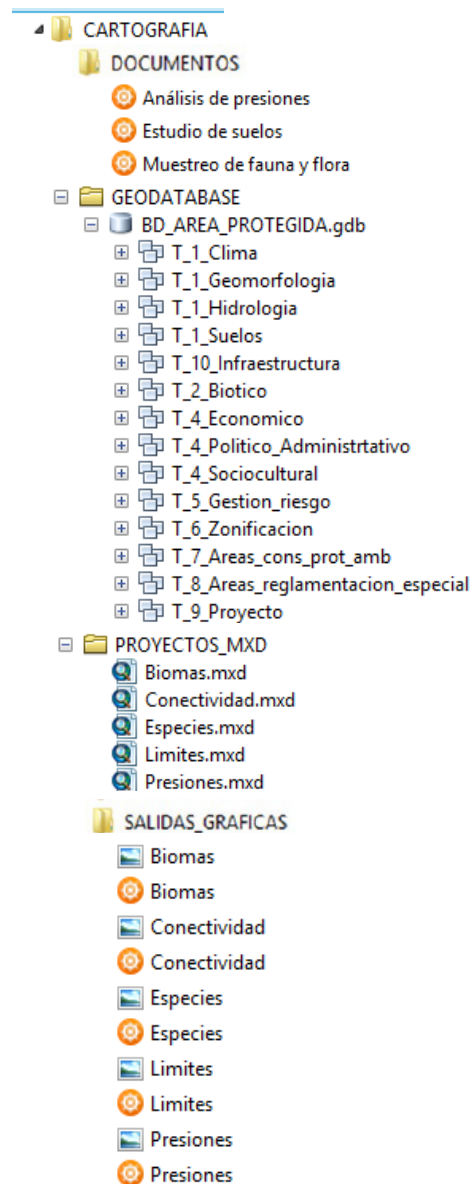 CARTOGRAFIA
DOCUMENTOS
Análisis de presiones
Estudio de suelos
Muestreo de fauna y flora
GEODATABASE
BD_AREA_PROTEGIDA.gdb
T_1_Clima
T_1_Geomorfologia
T_1_Hidrologia
T_1_Suelos
T_10_Infraestructura
T_2_Biotico
T_4_Economico
T_4_Politico_Administrtativo
T_4_Sociocultural
T_5_Gestion_riesgo
T_6_Zonificacion
T_7_Areas_cons_prot_amb
T_8_Areas_reglamentacion_especial
T_9_Proyecto
PROYECTOS_MXD
Biomas.mxd
Conectividad.mxd
Especies.mxd
Limites.mxd
Presiones.mxd
SALIDAS_GRAFICAS
Biomas
Biomas
Conectividad
Conectividad
Especies
Especies
Limites
Limites
Presiones
Presiones